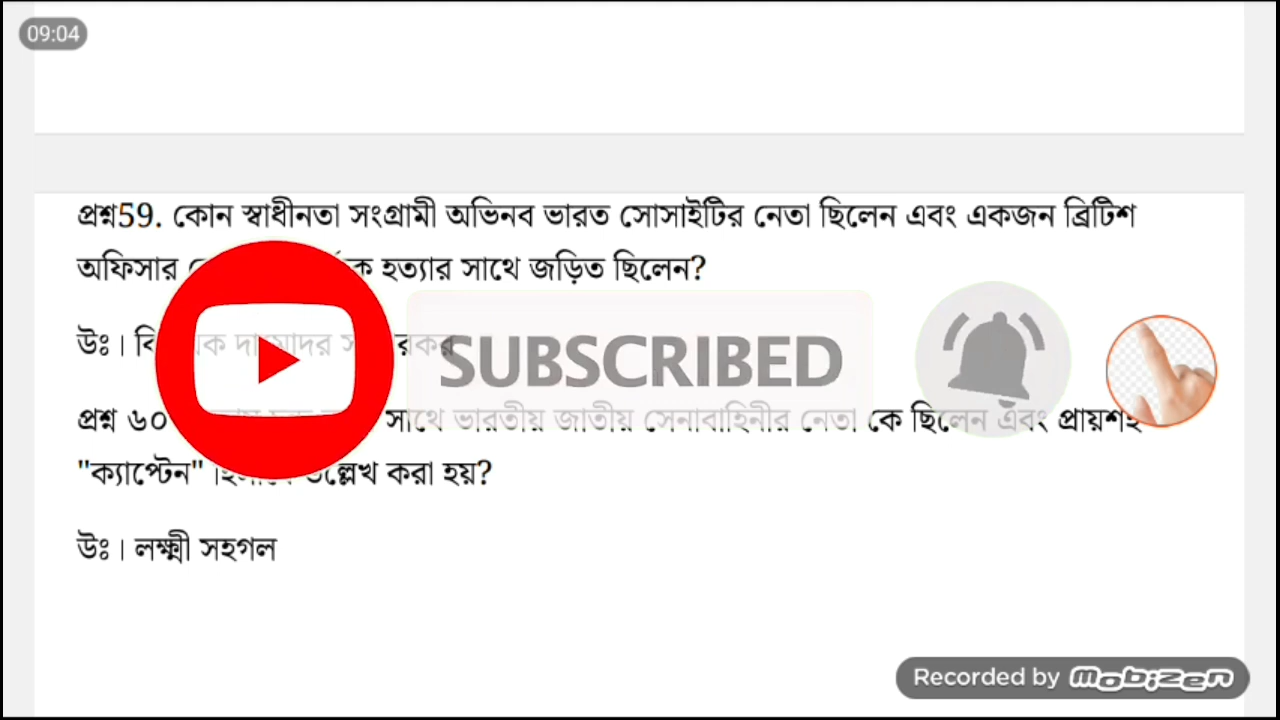 09:04
প্রশ্ন59. কোন স্বাধীনতা সংগ্রামী অভিনব ভারত সোসাইটির নেতা ছিলেন এবং একজন ব্রিটিশ
অফিসার হত্যার সাথে জড়িত ছিলেন?
উঃ।
SUBSCRIBED
প্রশ্ন ৬০ সাথে ভারতীয় জাতীয় সেনাবাহিনীর নেতা কে ছিলেন এবং প্রায়শই
"ক্যাপ্টেন" উল্লেখ করা হয়?
উঃ। লক্ষ্মী সহগল
Recorded by Mobizen